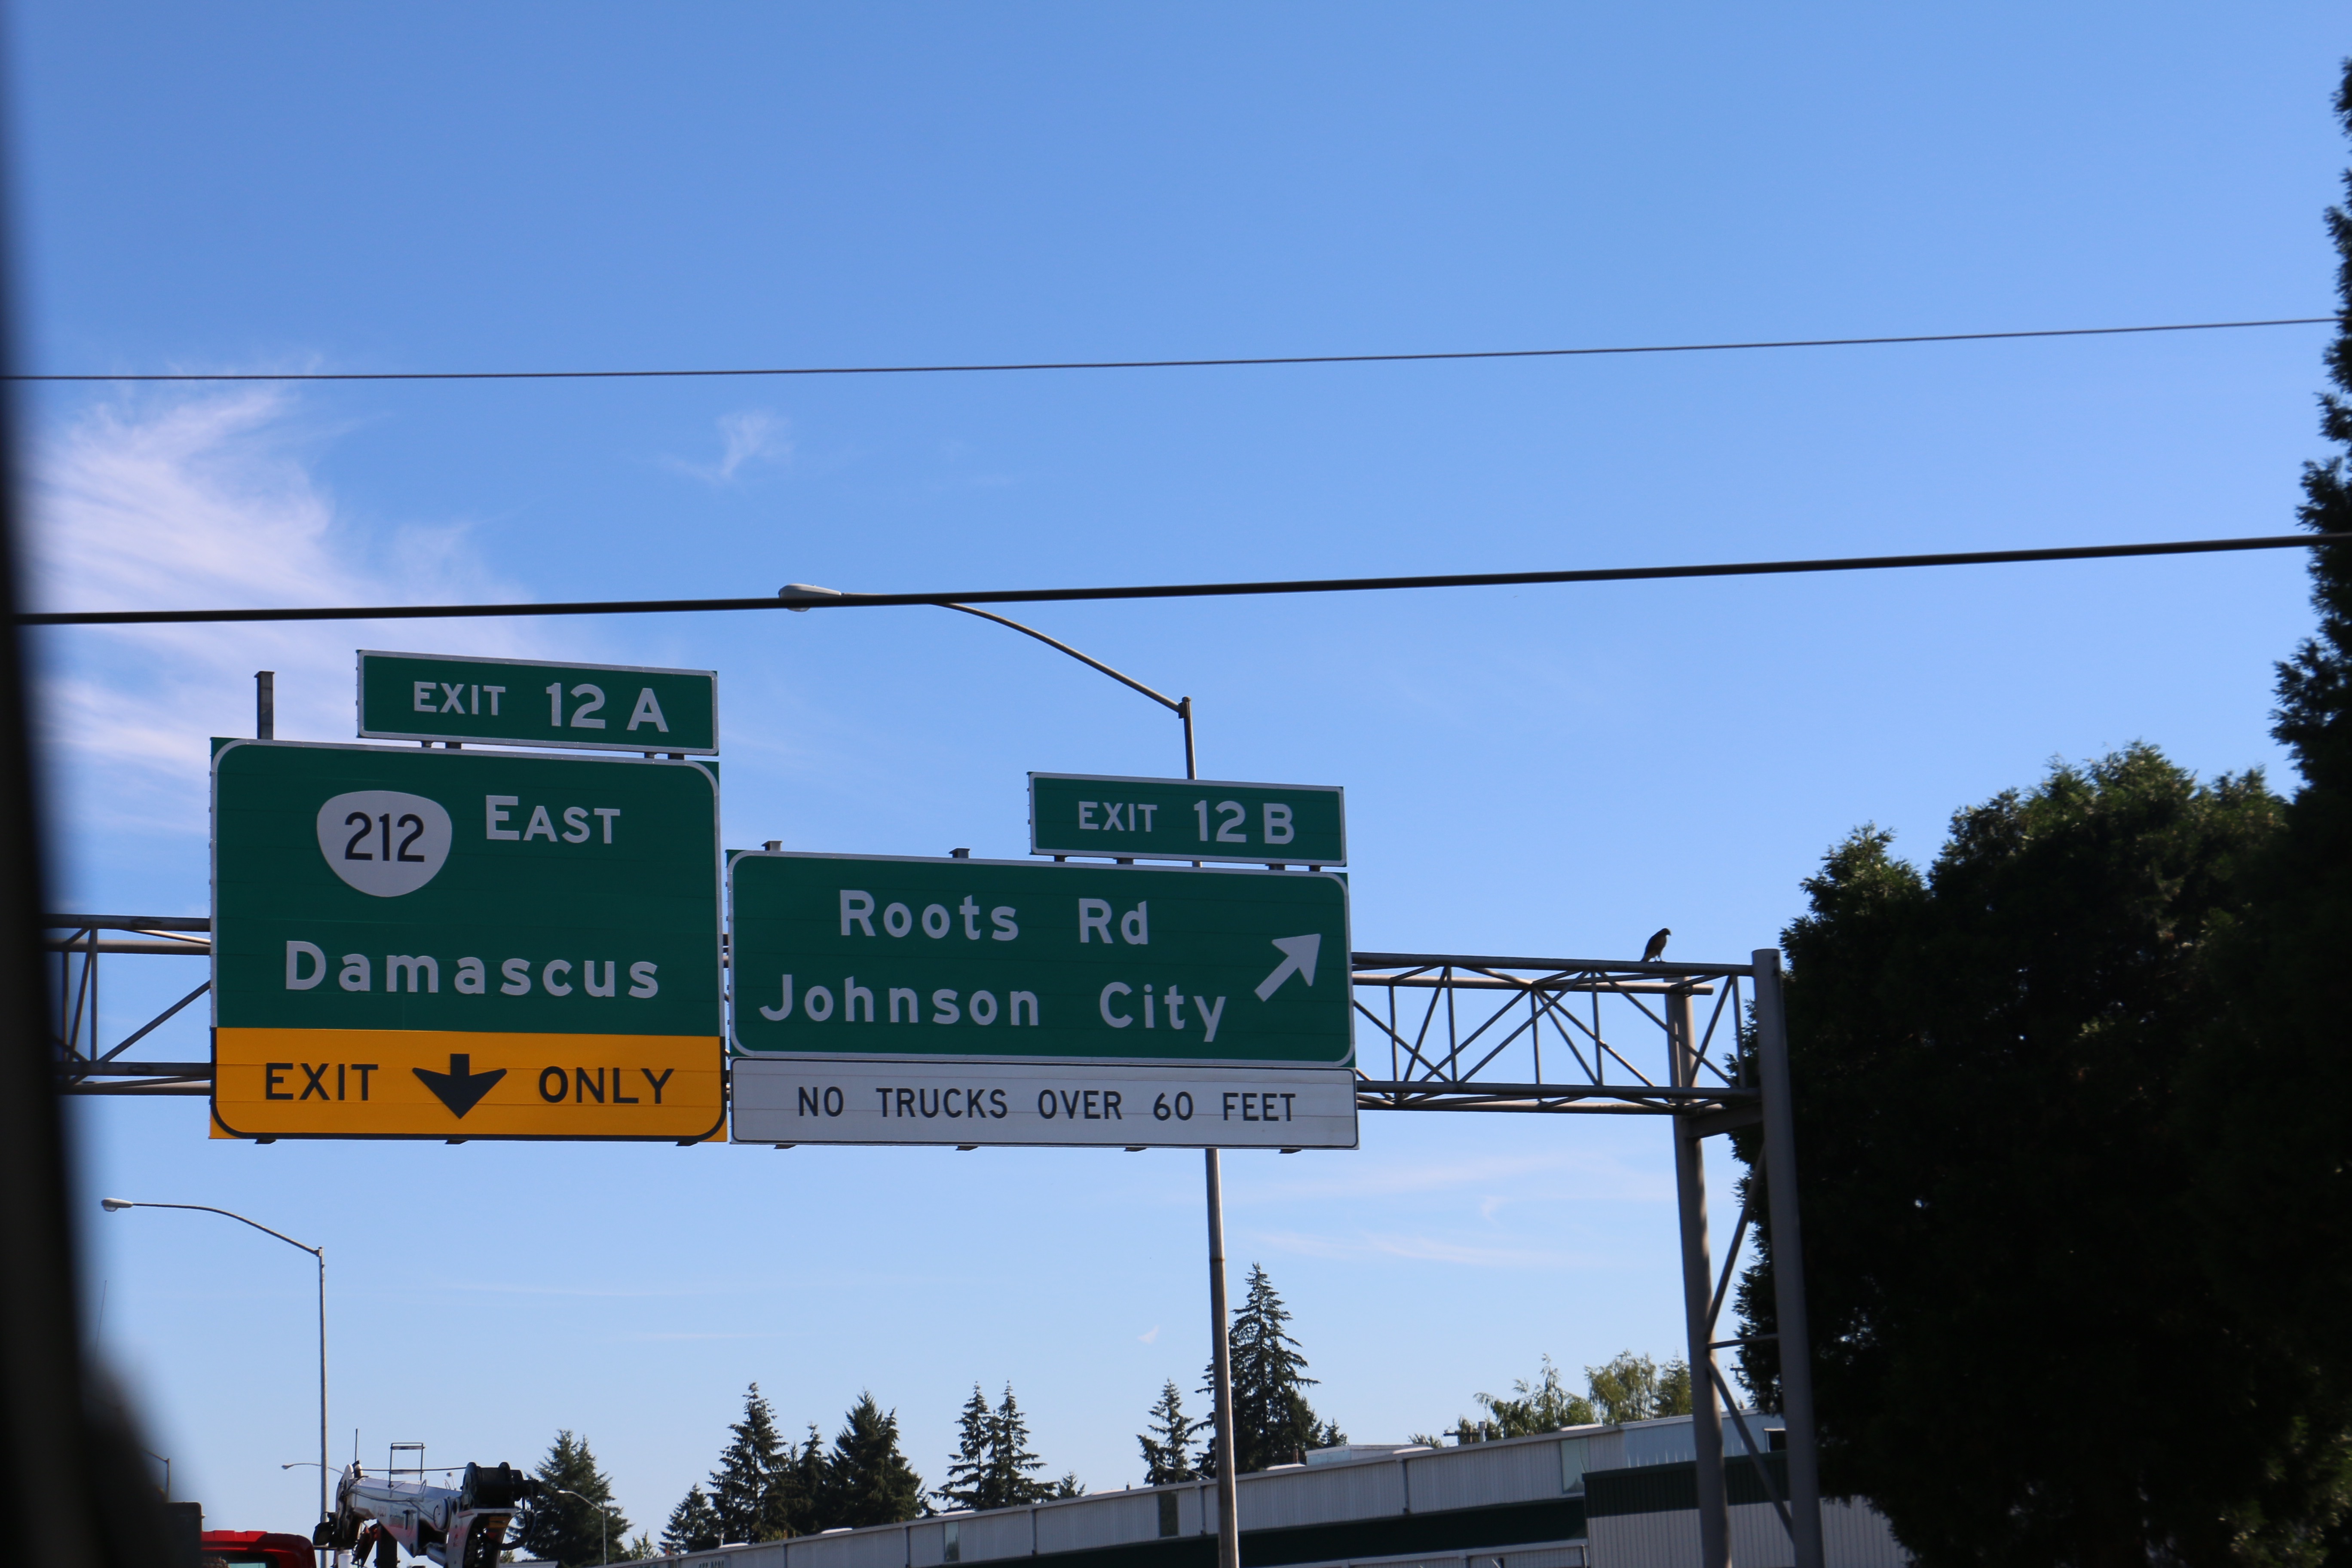 EXIT 12 A
212 EAST
Damascus
EXIT ONLY
EXIT 12 B
Roots Rd
Johnson City
NO TRUCKS OVER 60 FEET